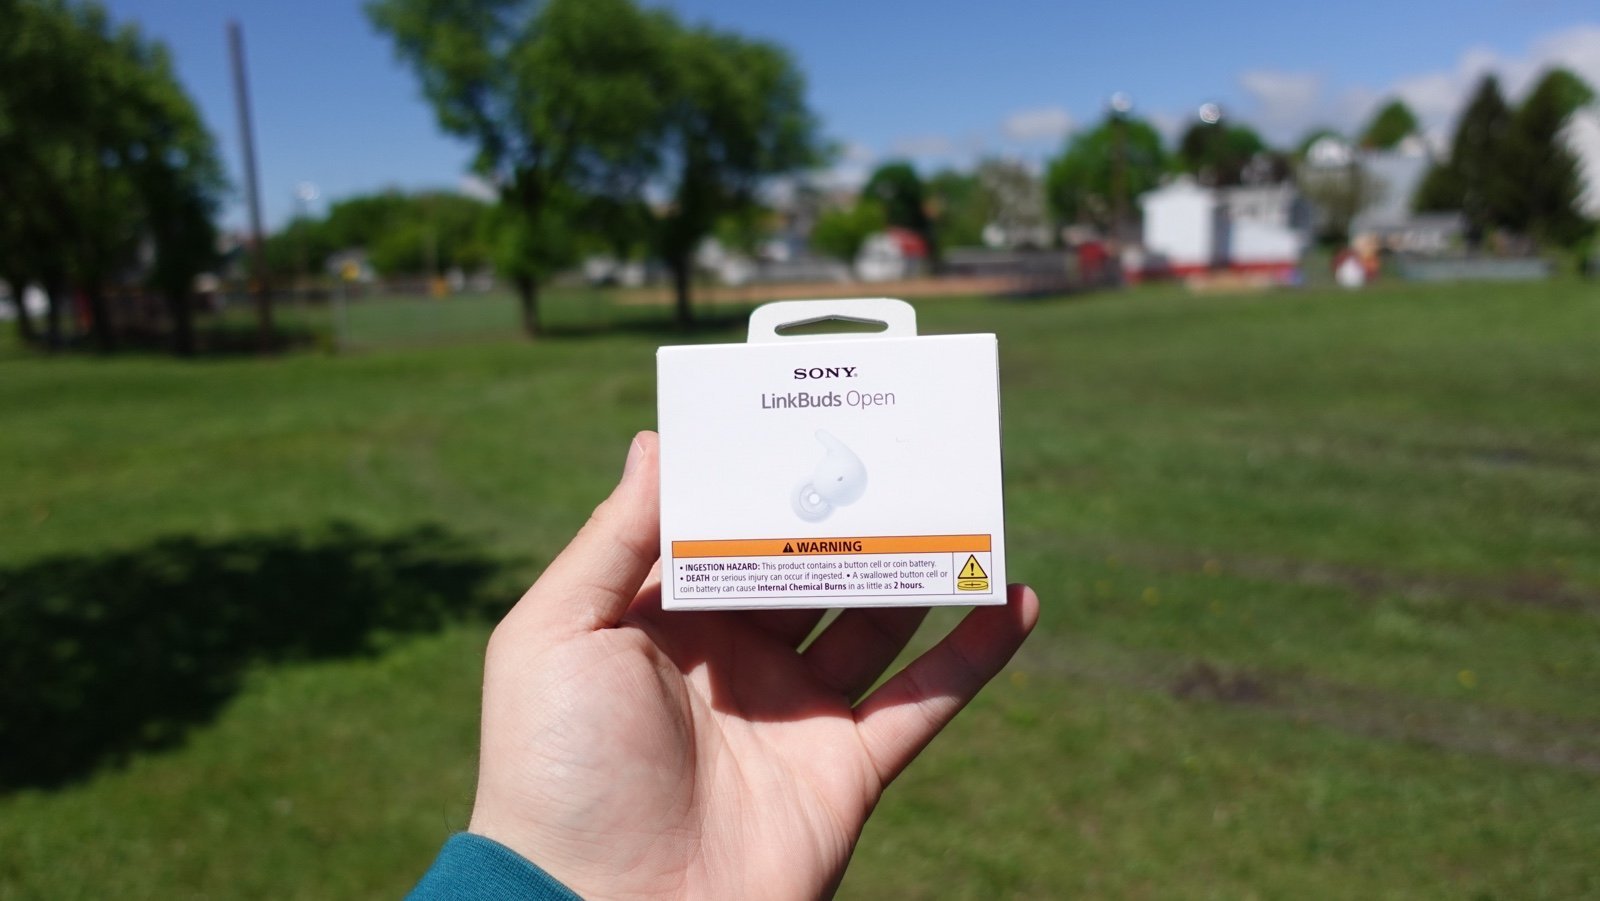 SONY®
LinkBuds Open
⚠ WARNING
• INGESTION HAZARD: This product contains a button cell or coin battery.
• DEATH or serious injury can occur if ingested. • A swallowed button cell or
coin battery can cause Internal Chemical Burns in as little as 2 hours.